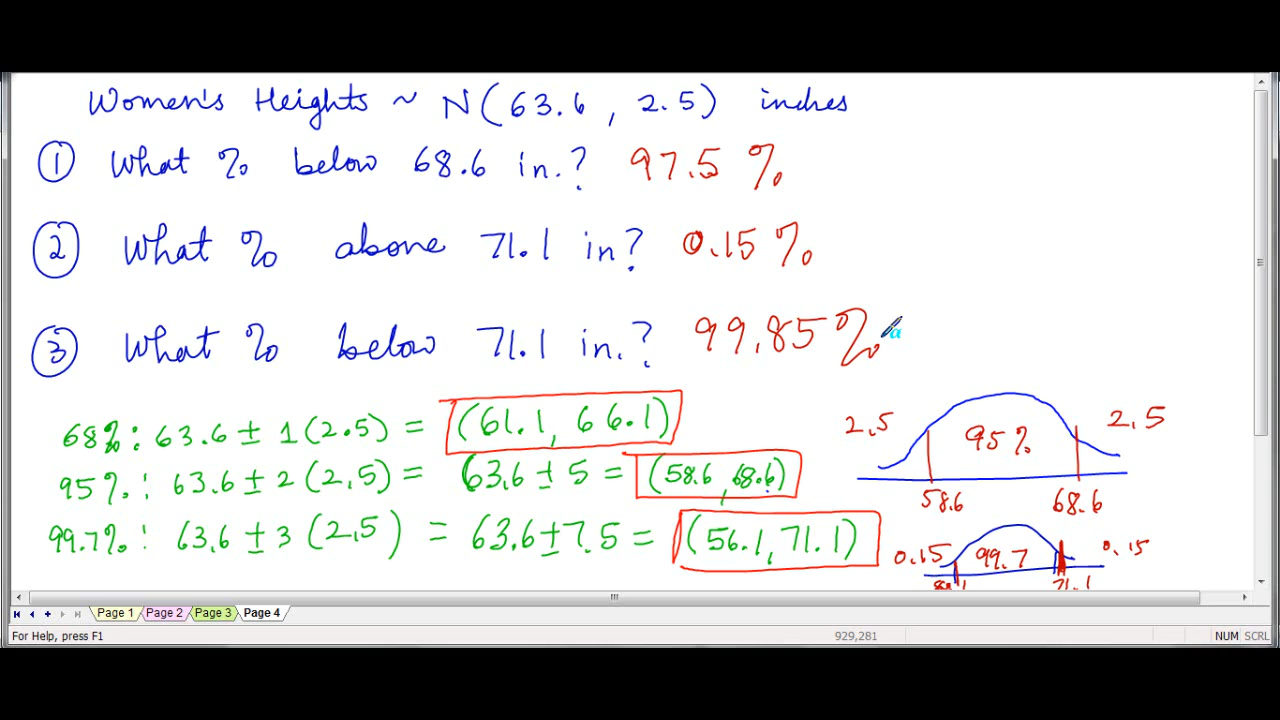 Women's Heights ~ N(63.6, 2.5) inches
① What % below 68.6 in.? 97.5 %
② What % above 71.1 in? 0.15 %
③ What % below 71.1 in.? 99.85 %
68% : 63.6 ± 1(2.5) = (61.1, 66.1)
95% : 63.6 ± 2(2.5) = 63.6 ± 5 = (58.6, 68.6)
99.7% : 63.6 ± 3(2.5) = 63.6 ± 7.5 = (56.1, 71.1)
2.5 95% 2.5
58.6 68.6
0.15 99.7 0.15
71.1
Page 1 Page 2 Page 3 Page 4
For Help, press F1 929,281 NUM SCRL